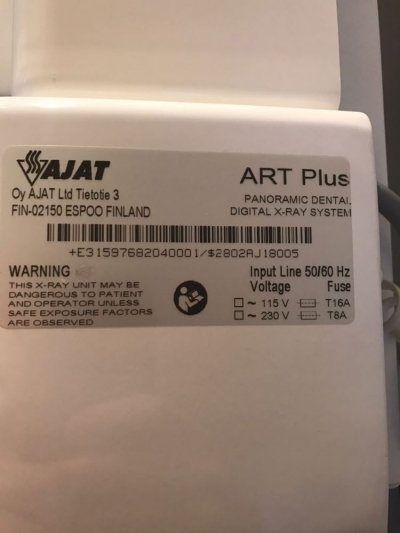 AJAT
ART Plus
Oy AJAT Ltd Tietotie 3
FIN-02150 ESPOO FINLAND
PANORAMIC DENTAL
DIGITAL X-RAY SYSTEM
+E31597682040001/$2802AJ18005
WARNING
THIS X-RAY UNIT MAY BE
DANGEROUS TO PATIENT
AND OPERATOR UNLESS
SAFE EXPOSURE FACTORS
ARE OBSERVED
Input Line 50/60 Hz
Voltage Fuse
~ 115 V T16A
~ 230 V T8A